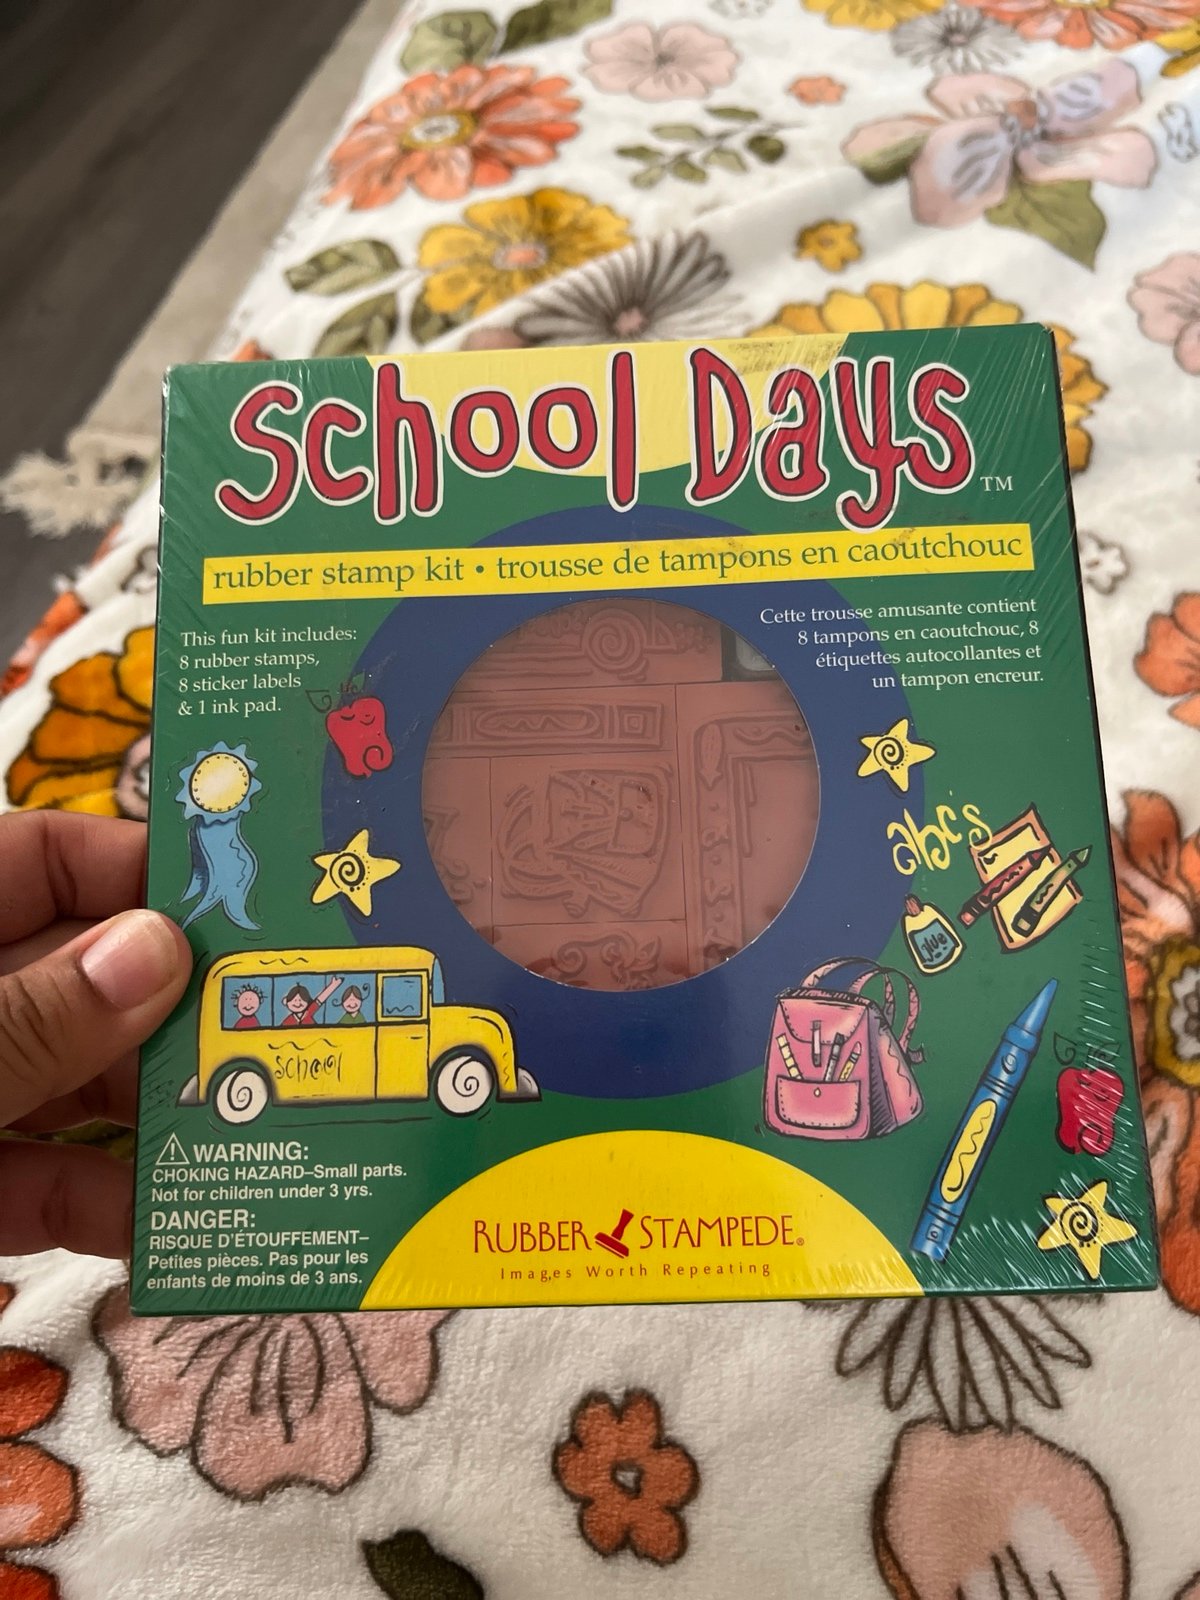 School Days™
rubber stamp kit • trousse de tampons en caoutchouc
This fun kit includes:
8 rubber stamps,
8 sticker labels
& 1 ink pad.
Cette trousse amusante contient
8 tampons en caoutchouc, 8
étiquettes autocollantes et
un tampon encreur.
abc's
glue
school
⚠ WARNING:
CHOKING HAZARD–Small parts.
Not for children under 3 yrs.
DANGER:
RISQUE D'ÉTOUFFEMENT–
Petites pièces. Pas pour les
enfants de moins de 3 ans.
RUBBER STAMPEDE®
Images Worth Repeating